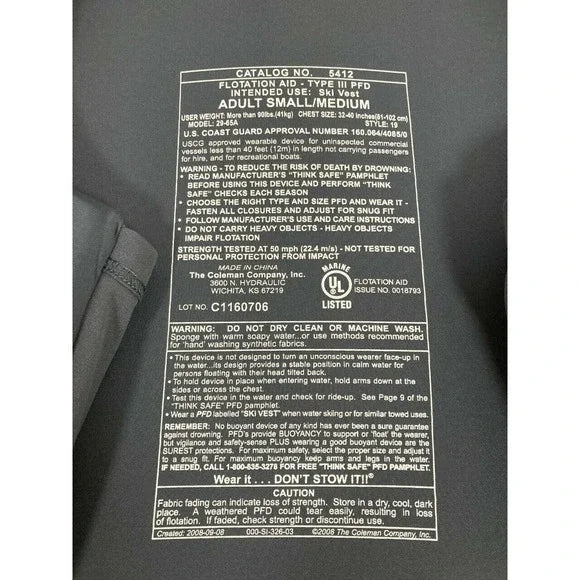 CATALOG NO. 5412
FLOTATION AID - TYPE III PFD
INTENDED USE: Ski Vest
ADULT SMALL/MEDIUM
USER WEIGHT: More than 90lbs.(41kg) CHEST SIZE: 32-40 inches(81-102 cm)
MODEL: 29-65A STYLE: 19
U.S. COAST GUARD APPROVAL NUMBER 160.064/4085/0
USCG approved wearable device for uninspected commercial
vessels less than 40 feet (12m) in length not carrying passengers
for hire, and for recreational boats.
WARNING - TO REDUCE THE RISK OF DEATH BY DROWNING:
• READ MANUFACTURER'S "THINK SAFE" PAMPHLET
BEFORE USING THIS DEVICE AND PERFORM "THINK
SAFE" CHECKS EACH SEASON
• CHOOSE THE RIGHT TYPE AND SIZE PFD AND WEAR IT -
FASTEN ALL CLOSURES AND ADJUST FOR SNUG FIT
• FOLLOW MANUFACTURER'S USE AND CARE INSTRUCTIONS
• DO NOT CARRY HEAVY OBJECTS - HEAVY OBJECTS
IMPAIR FLOTATION
STRENGTH TESTED AT 50 mph (22.4 m/s) - NOT TESTED FOR
PERSONAL PROTECTION FROM IMPACT
MADE IN CHINA
The Coleman Company, Inc.
3600 N. HYDRAULIC
WICHITA, KS 67219
LOT NO. C1160706
MARINE
UL
LISTED
FLOTATION AID
ISSUE NO. 0018793
WARNING: DO NOT DRY CLEAN OR MACHINE WASH.
Sponge with warm soapy water...or use methods recommended
for 'hand' washing synthetic fabrics.
• This device is not designed to turn an unconscious wearer face-up in
the water...its design provides a stable position in calm water for
persons floating with their head tilted back.
• To hold device in place when entering water, hold arms down at the
sides or across the chest.
• Test this device in the water and check for ride-up. See Page 9 of the
"THINK SAFE" PFD pamphlet.
• Wear a PFD labelled "SKI VEST" when water skiing or for similar towed uses.
REMEMBER: No buoyant device of any kind has ever been a sure guarantee
against drowning. PFD's provide BUOYANCY to support or 'float' the wearer,
but vigilance and safety-sense PLUS wearing a good buoyant device are the
SUREST PROTECTIONS. For maximum safety, select the proper size and adjust it
to a snug fit. For maximum buoyancy keep arms and legs in the water.
IF NEEDED, CALL 1-800-635-3278 FOR FREE "THINK SAFE" PFD PAMPHLET.
Wear it . . . DON'T STOW IT!!®
CAUTION
Fabric fading can indicate loss of strength. Store in a dry, cool, dark
place. A weathered PFD could tear easily, resulting in loss
of flotation. If faded, check strength or discontinue use.
Created: 2008-09-08 000-SI-326-03 ©2008 The Coleman Company, Inc.